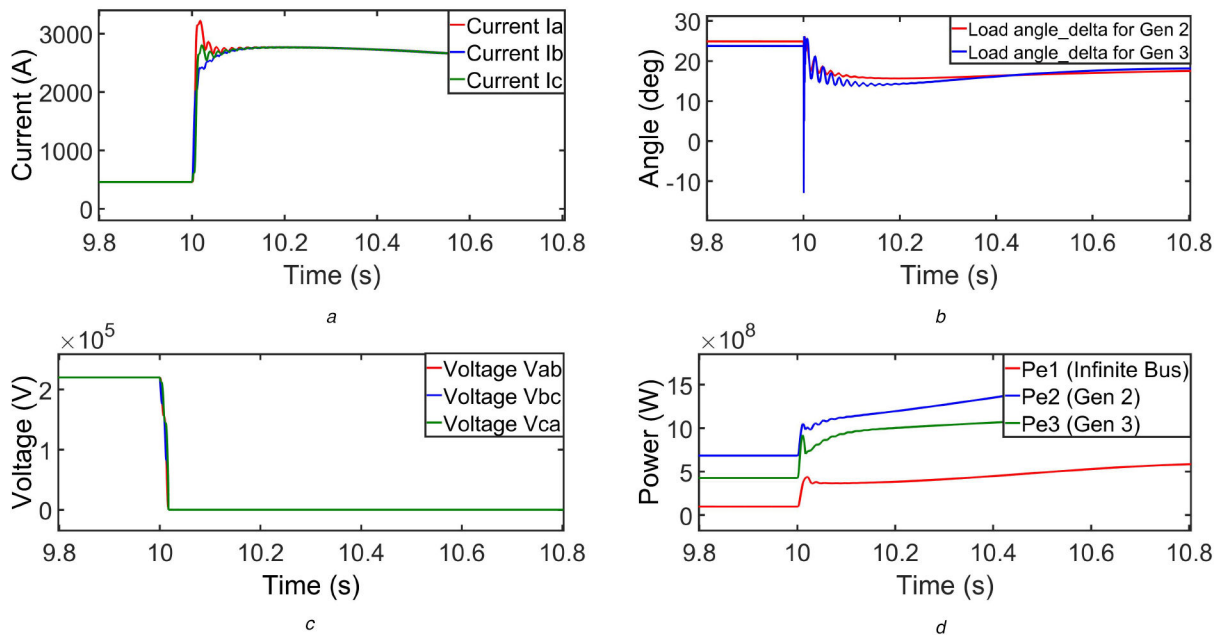 3000
2000
1000
0
Current (A)
Current Ia
Current Ib
Current Ic
9.8
10
10.2
10.4
10.6
10.8
Time (s)
a
30
20
10
0
-10
Angle (deg)
Load angle_delta for Gen 2
Load angle_delta for Gen 3
9.8
10
10.2
10.4
10.6
10.8
Time (s)
b
×10⁵
2
1
0
Voltage (V)
Voltage Vab
Voltage Vbc
Voltage Vca
9.8
10
10.2
10.4
10.6
10.8
Time (s)
c
×10⁸
15
10
5
0
Power (W)
Pe1 (Infinite Bus)
Pe2 (Gen 2)
Pe3 (Gen 3)
9.8
10
10.2
10.4
10.6
10.8
Time (s)
d